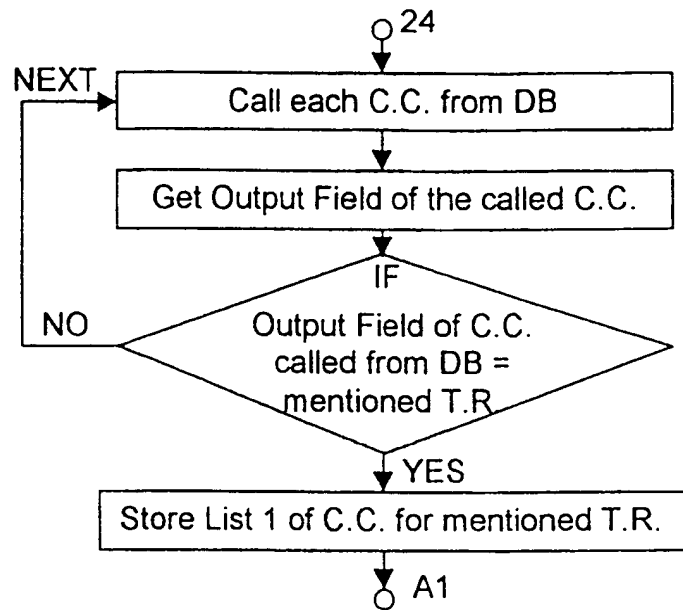 24
NEXT
Call each C.C. from DB
Get Output Field of the called C.C.
IF
NO
Output Field of C.C.
called from DB =
mentioned T.R.
YES
Store List 1 of C.C. for mentioned T.R.
A1